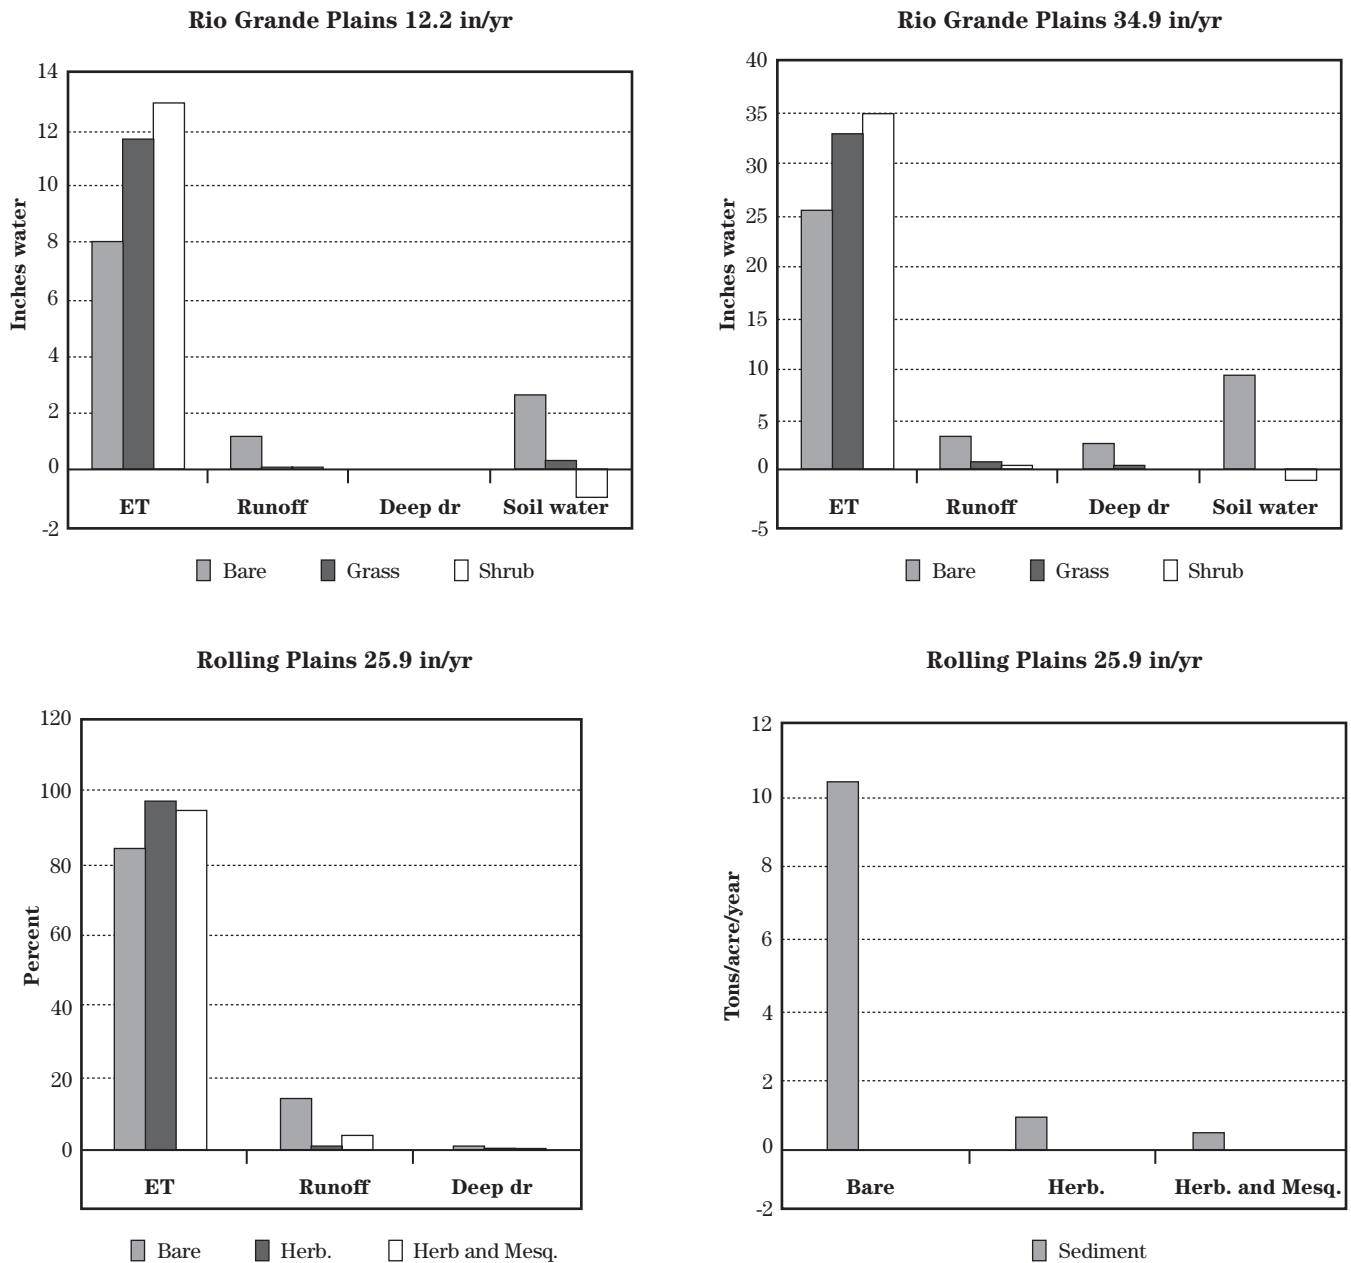 Rio Grande Plains 12.2 in/yr
14
12
10
8
6
4
2
0
-2
Inches water
ET Runoff Deep dr Soil water
Bare Grass Shrub
Rio Grande Plains 34.9 in/yr
40
35
30
25
20
15
10
5
0
-5
Inches water
ET Runoff Deep dr Soil water
Bare Grass Shrub
Rolling Plains 25.9 in/yr
120
100
80
60
40
20
0
Percent
ET Runoff Deep dr
Bare Herb. Herb and Mesq.
Rolling Plains 25.9 in/yr
12
10
8
6
4
2
0
-2
Tons/acre/year
Bare Herb. Herb. and Mesq.
Sediment